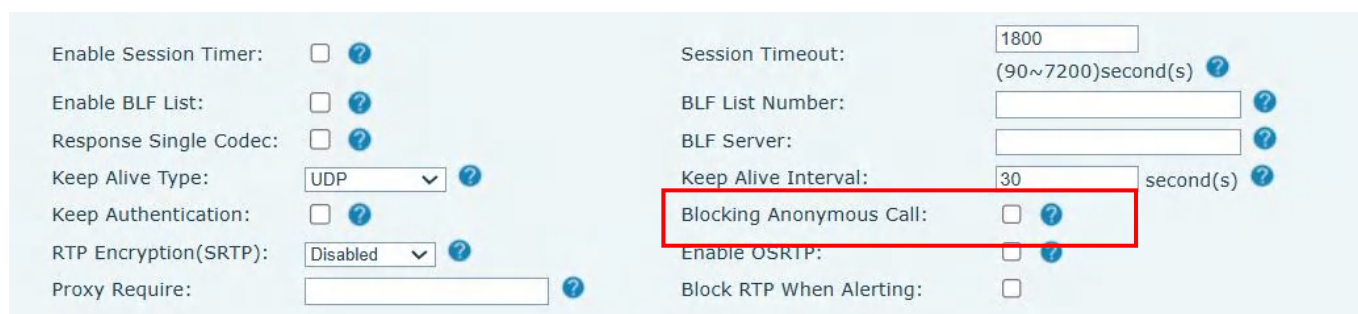 Enable Session Timer: ? Session Timeout: 1800
(90~7200)second(s) ?
Enable BLF List: ? BLF List Number: ?
Response Single Codec: ? BLF Server: ?
Keep Alive Type: UDP ? Keep Alive Interval: 30 second(s) ?
Keep Authentication: ? Blocking Anonymous Call: ?
RTP Encryption(SRTP): Disabled ? Enable OSRTP: ?
Proxy Require: ? Block RTP When Alerting: